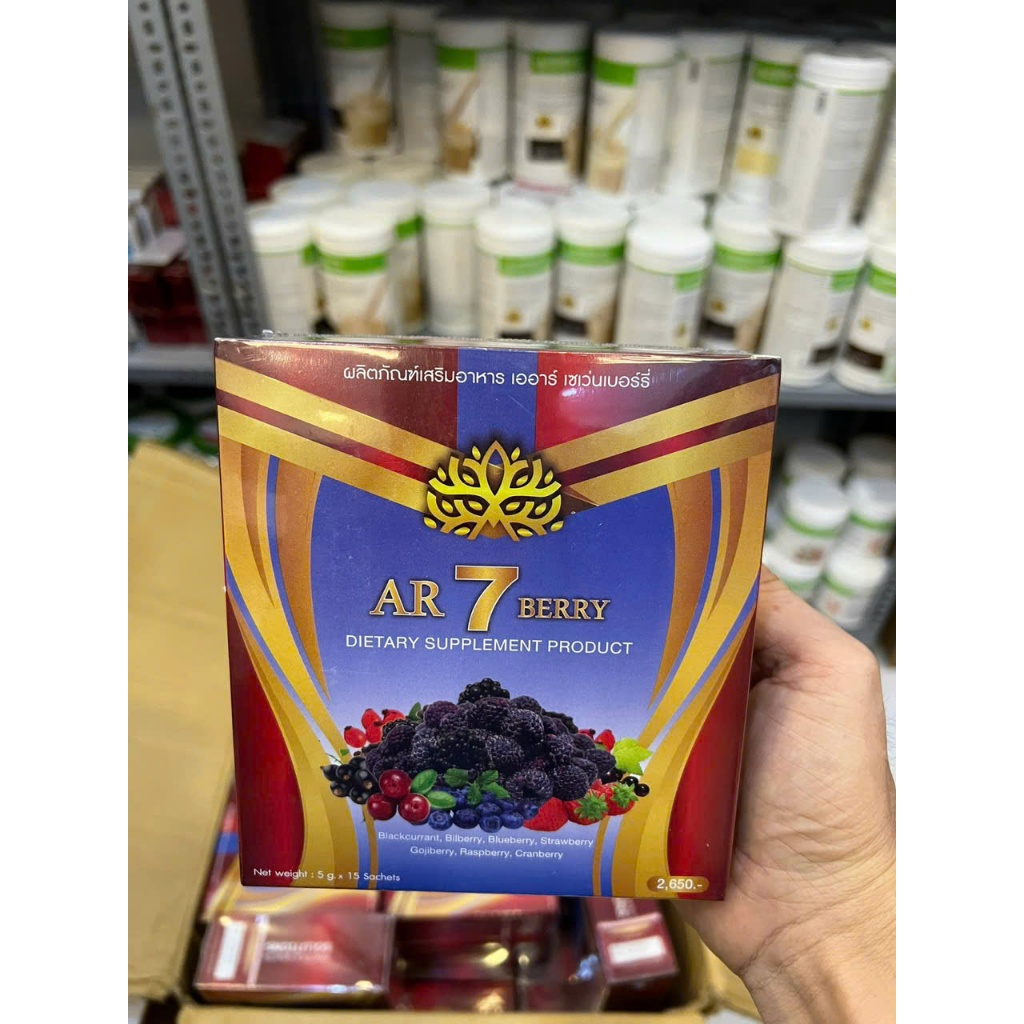 ผลิตภัณฑ์เสริมอาหาร เออาร์ เซเว่นเบอร์รี่
AR 7 BERRY
DIETARY SUPPLEMENT PRODUCT
Blackcurrant, Bilberry, Blueberry, Strawberry
Gojiberry, Raspberry, Cranberry
Net weight : 5 g. x 15 Sachets
2,650.-